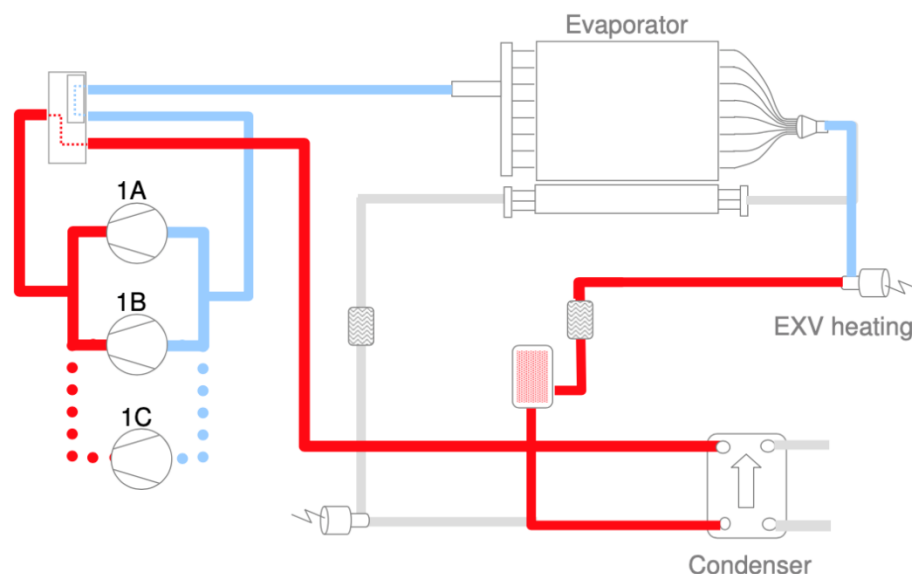 Evaporator
1A
1B
EXV heating
1C
Condenser